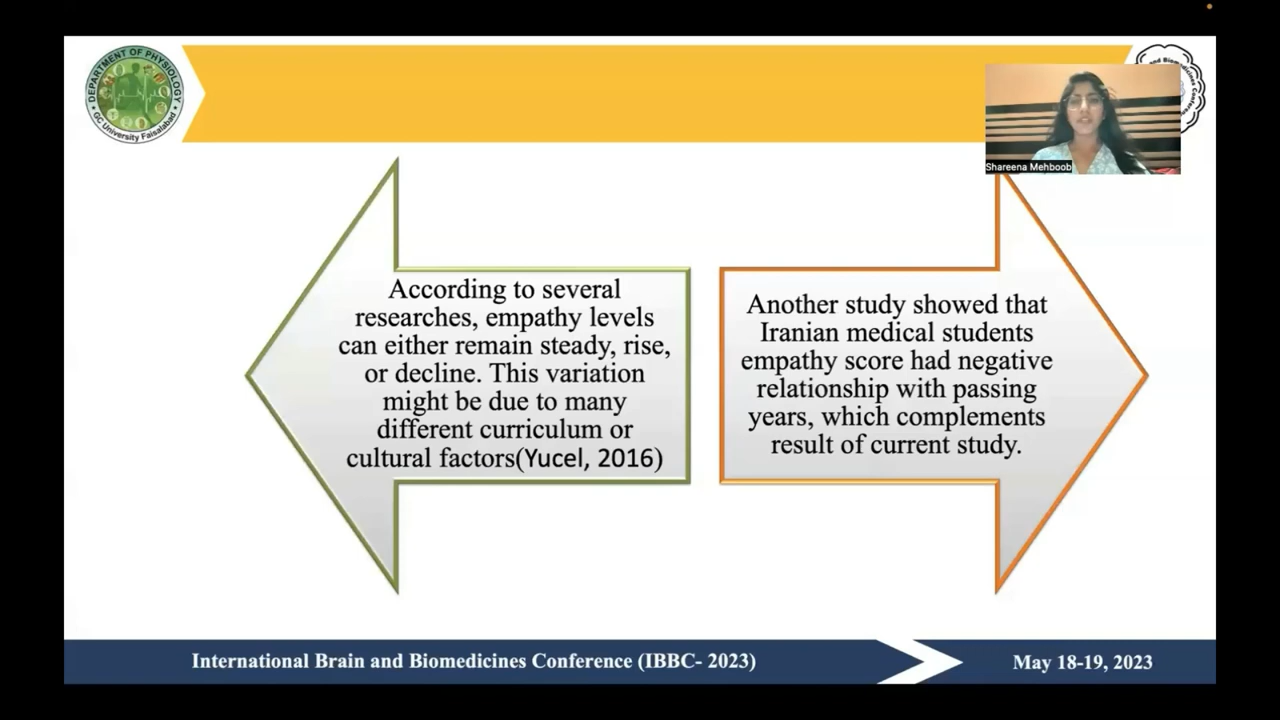 DEPARTMENT OF PHYSIOLOGY
GC University Faisalabad
and Biomedicines Conference
Shareena Mehboob
According to several
researches, empathy levels
can either remain steady, rise,
or decline. This variation
might be due to many
different curriculum or
cultural factors(Yucel, 2016)
Another study showed that
Iranian medical students
empathy score had negative
relationship with passing
years, which complements
result of current study.
International Brain and Biomedicines Conference (IBBC- 2023)
May 18-19, 2023